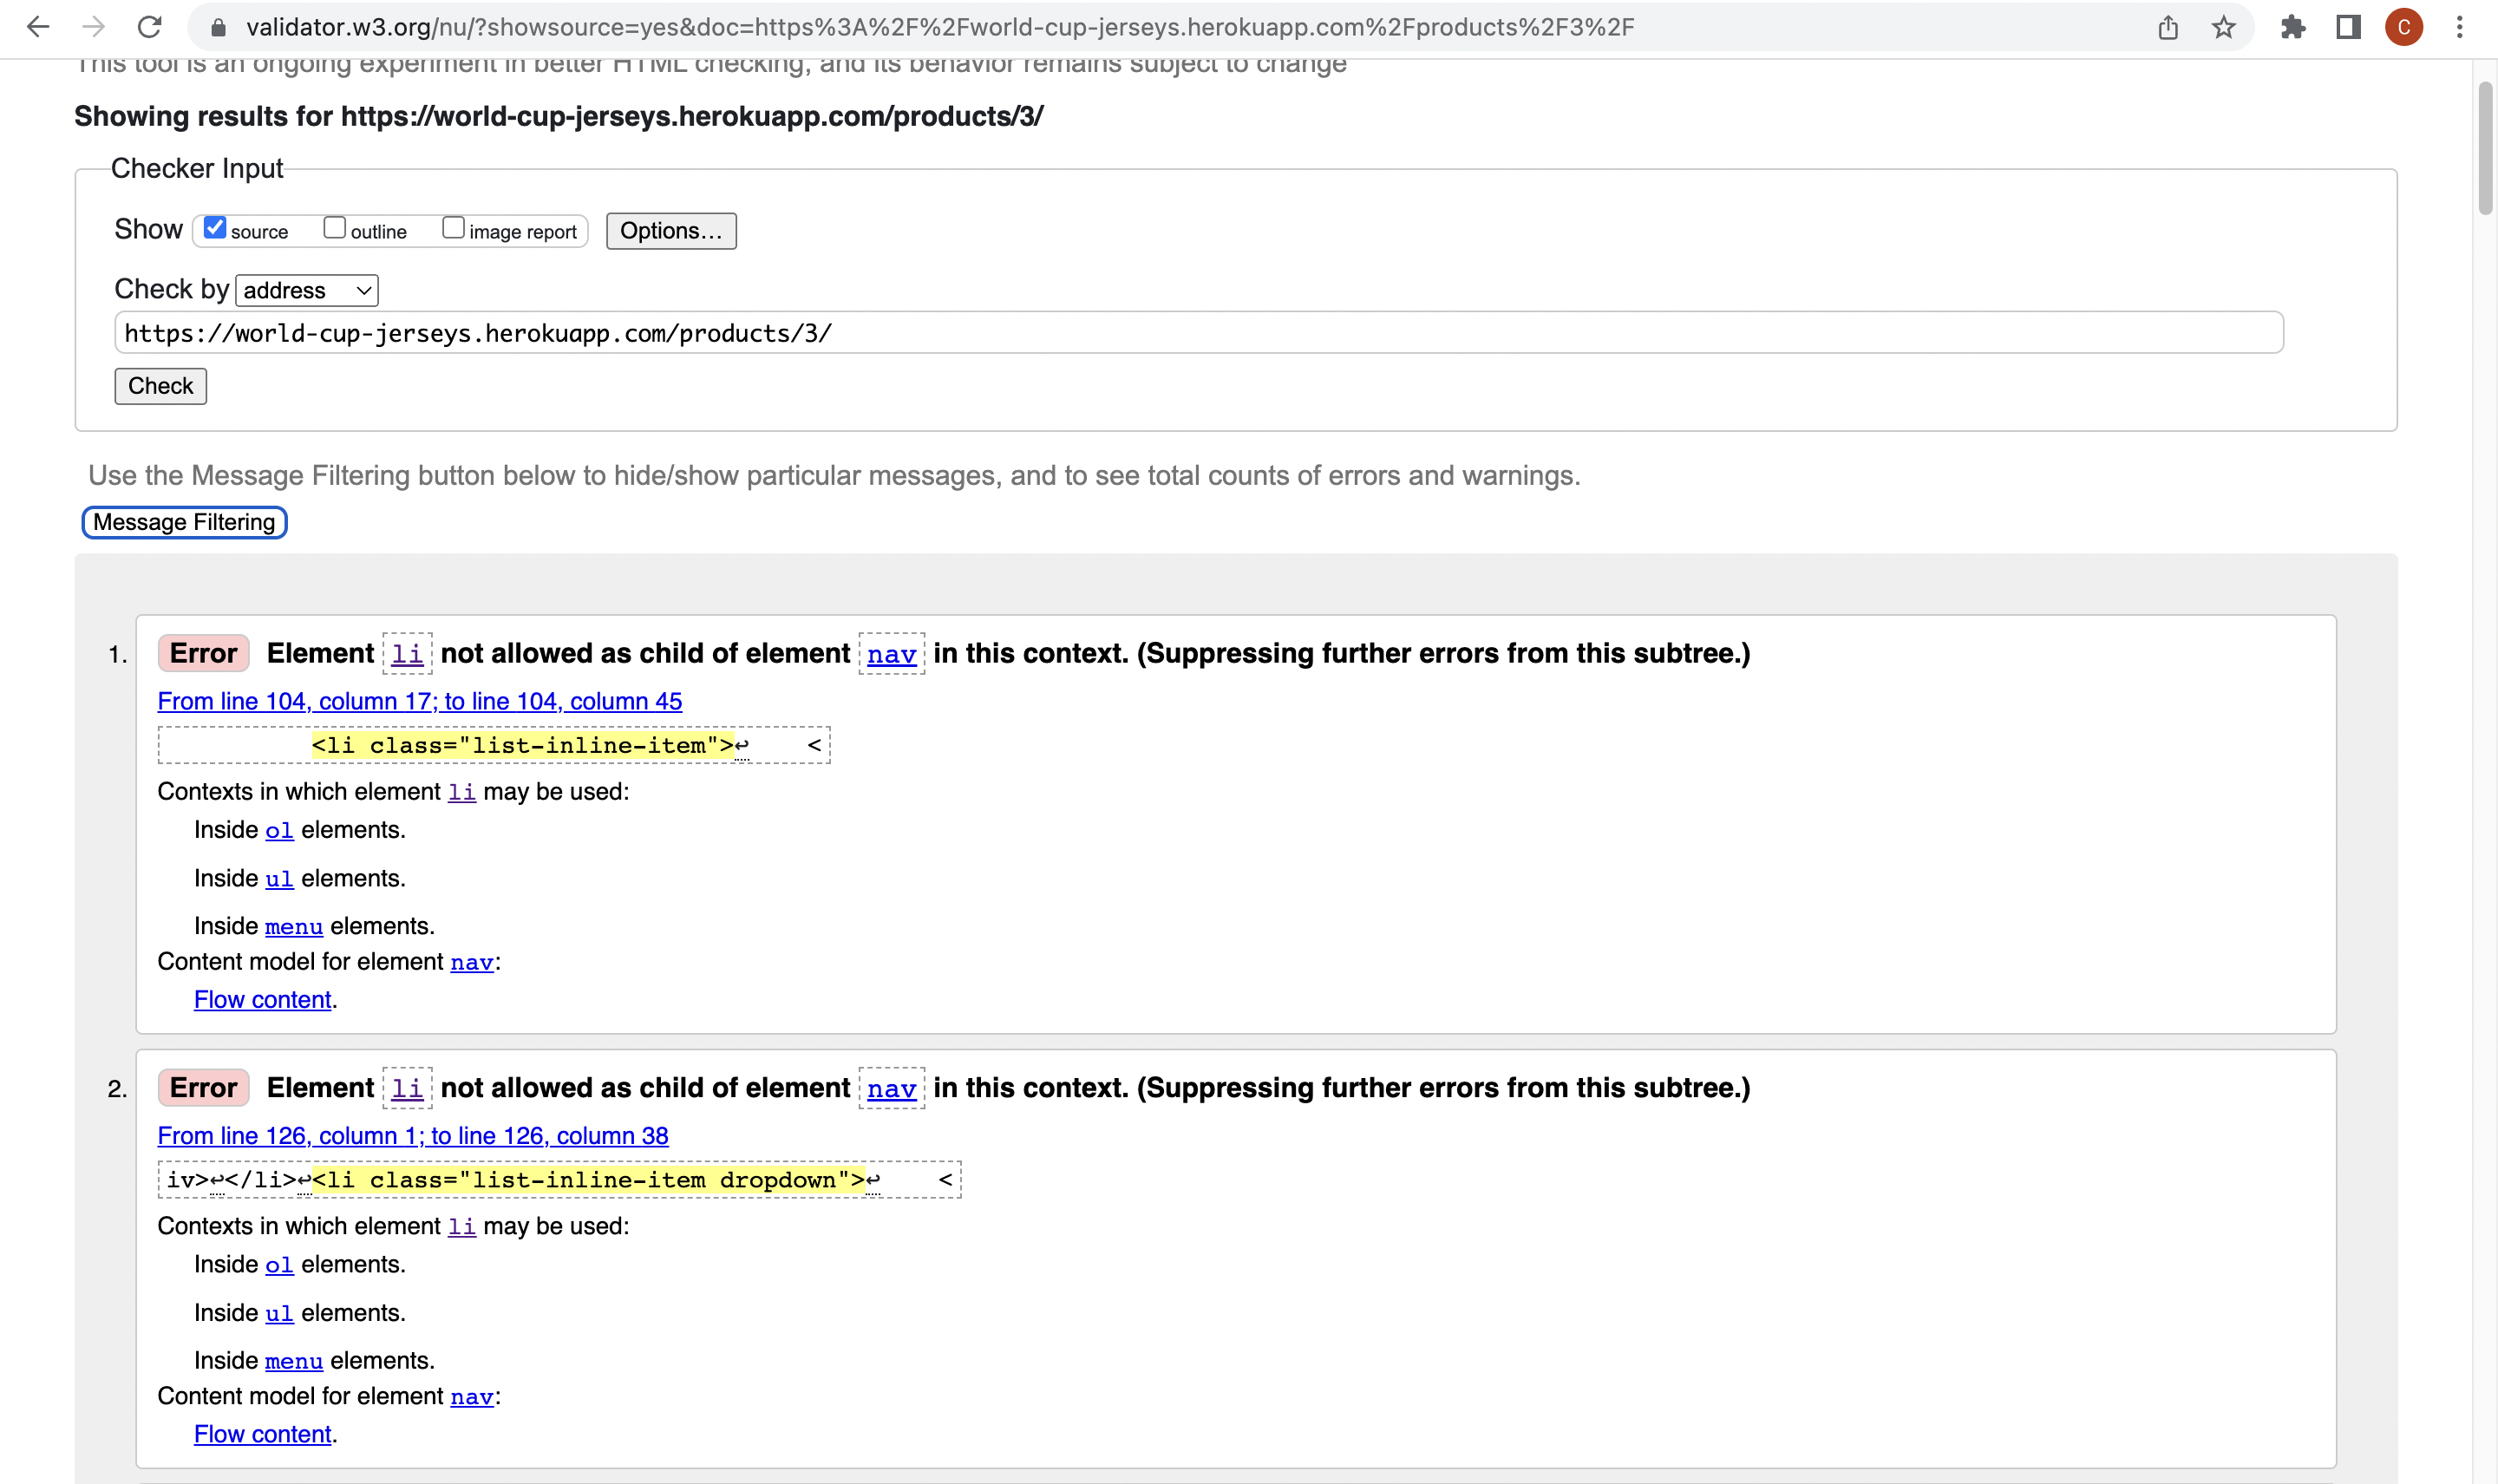 validator.w3.org/nu/?showsource=yes&doc=https%3A%2F%2Fworld-cup-jerseys.herokuapp.com%2Fproducts%2F3%2F
C
This tool is an ongoing experiment in better HTML checking, and its behavior remains subject to change
Showing results for https://world-cup-jerseys.herokuapp.com/products/3/
Checker Input
Show source outline image report Options...
Check by address
https://world-cup-jerseys.herokuapp.com/products/3/
Check
Use the Message Filtering button below to hide/show particular messages, and to see total counts of errors and warnings.
Message Filtering
1. Error Element li not allowed as child of element nav in this context. (Suppressing further errors from this subtree.)
From line 104, column 17; to line 104, column 45
<li class="list-inline-item">↩ <
Contexts in which element li may be used:
Inside ol elements.
Inside ul elements.
Inside menu elements.
Content model for element nav:
Flow content.
2. Error Element li not allowed as child of element nav in this context. (Suppressing further errors from this subtree.)
From line 126, column 1; to line 126, column 38
iv>↩</li>↩<li class="list-inline-item dropdown">↩ <
Contexts in which element li may be used:
Inside ol elements.
Inside ul elements.
Inside menu elements.
Content model for element nav:
Flow content.